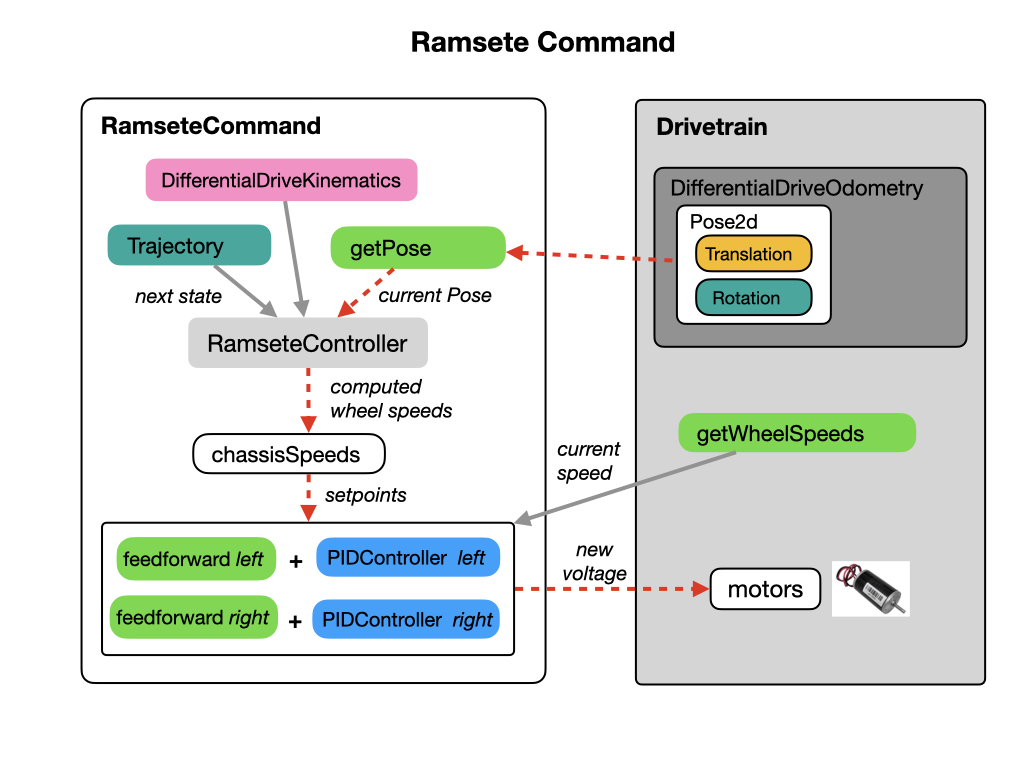 Ramsete Command
RamseteCommand
DifferentialDriveKinematics
Trajectory
getPose
next state
current Pose
RamseteController
computed
wheel speeds
chassisSpeeds
setpoints
feedforward left + PIDController left
feedforward right + PIDController right
current
speed
new
voltage
Drivetrain
DifferentialDriveOdometry
Pose2d
Translation
Rotation
getWheelSpeeds
motors